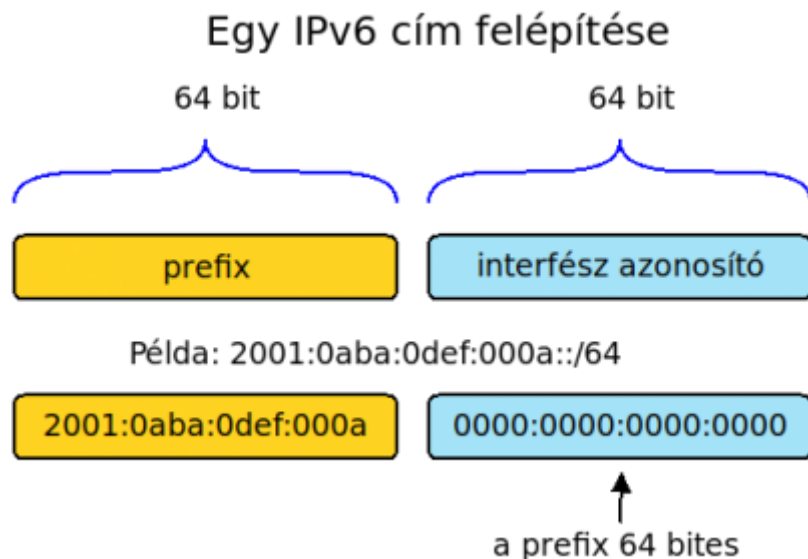 Egy IPv6 cím felépítése
64 bit 64 bit
prefix interfész azonosító
Példa: 2001:0aba:0def:000a::/64
2001:0aba:0def:000a 0000:0000:0000:0000
a prefix 64 bites